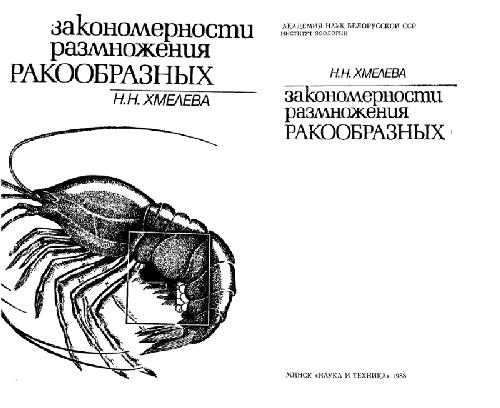 закономерности
размножения
РАКООБРАЗНЫХ
Н.Н. ХМЕЛЕВА
АКАДЕМИЯ НАУК БЕЛОРУССКОЙ ССР
ИНСТИТУТ ЗООЛОГИИ
Н.Н. ХМЕЛЕВА
закономерности
размножения
РАКООБРАЗНЫХ
МИНСК «НАУКА И ТЕХНИКА» 1988